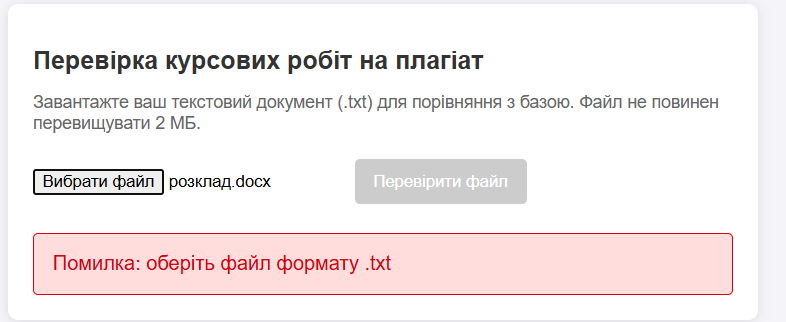 Перевірка курсових робіт на плагіат
Завантажте ваш текстовий документ (.txt) для порівняння з базою. Файл не повинен
перевищувати 2 МБ.
Вибрати файл розклад.docx Перевірити файл
Помилка: оберіть файл формату .txt